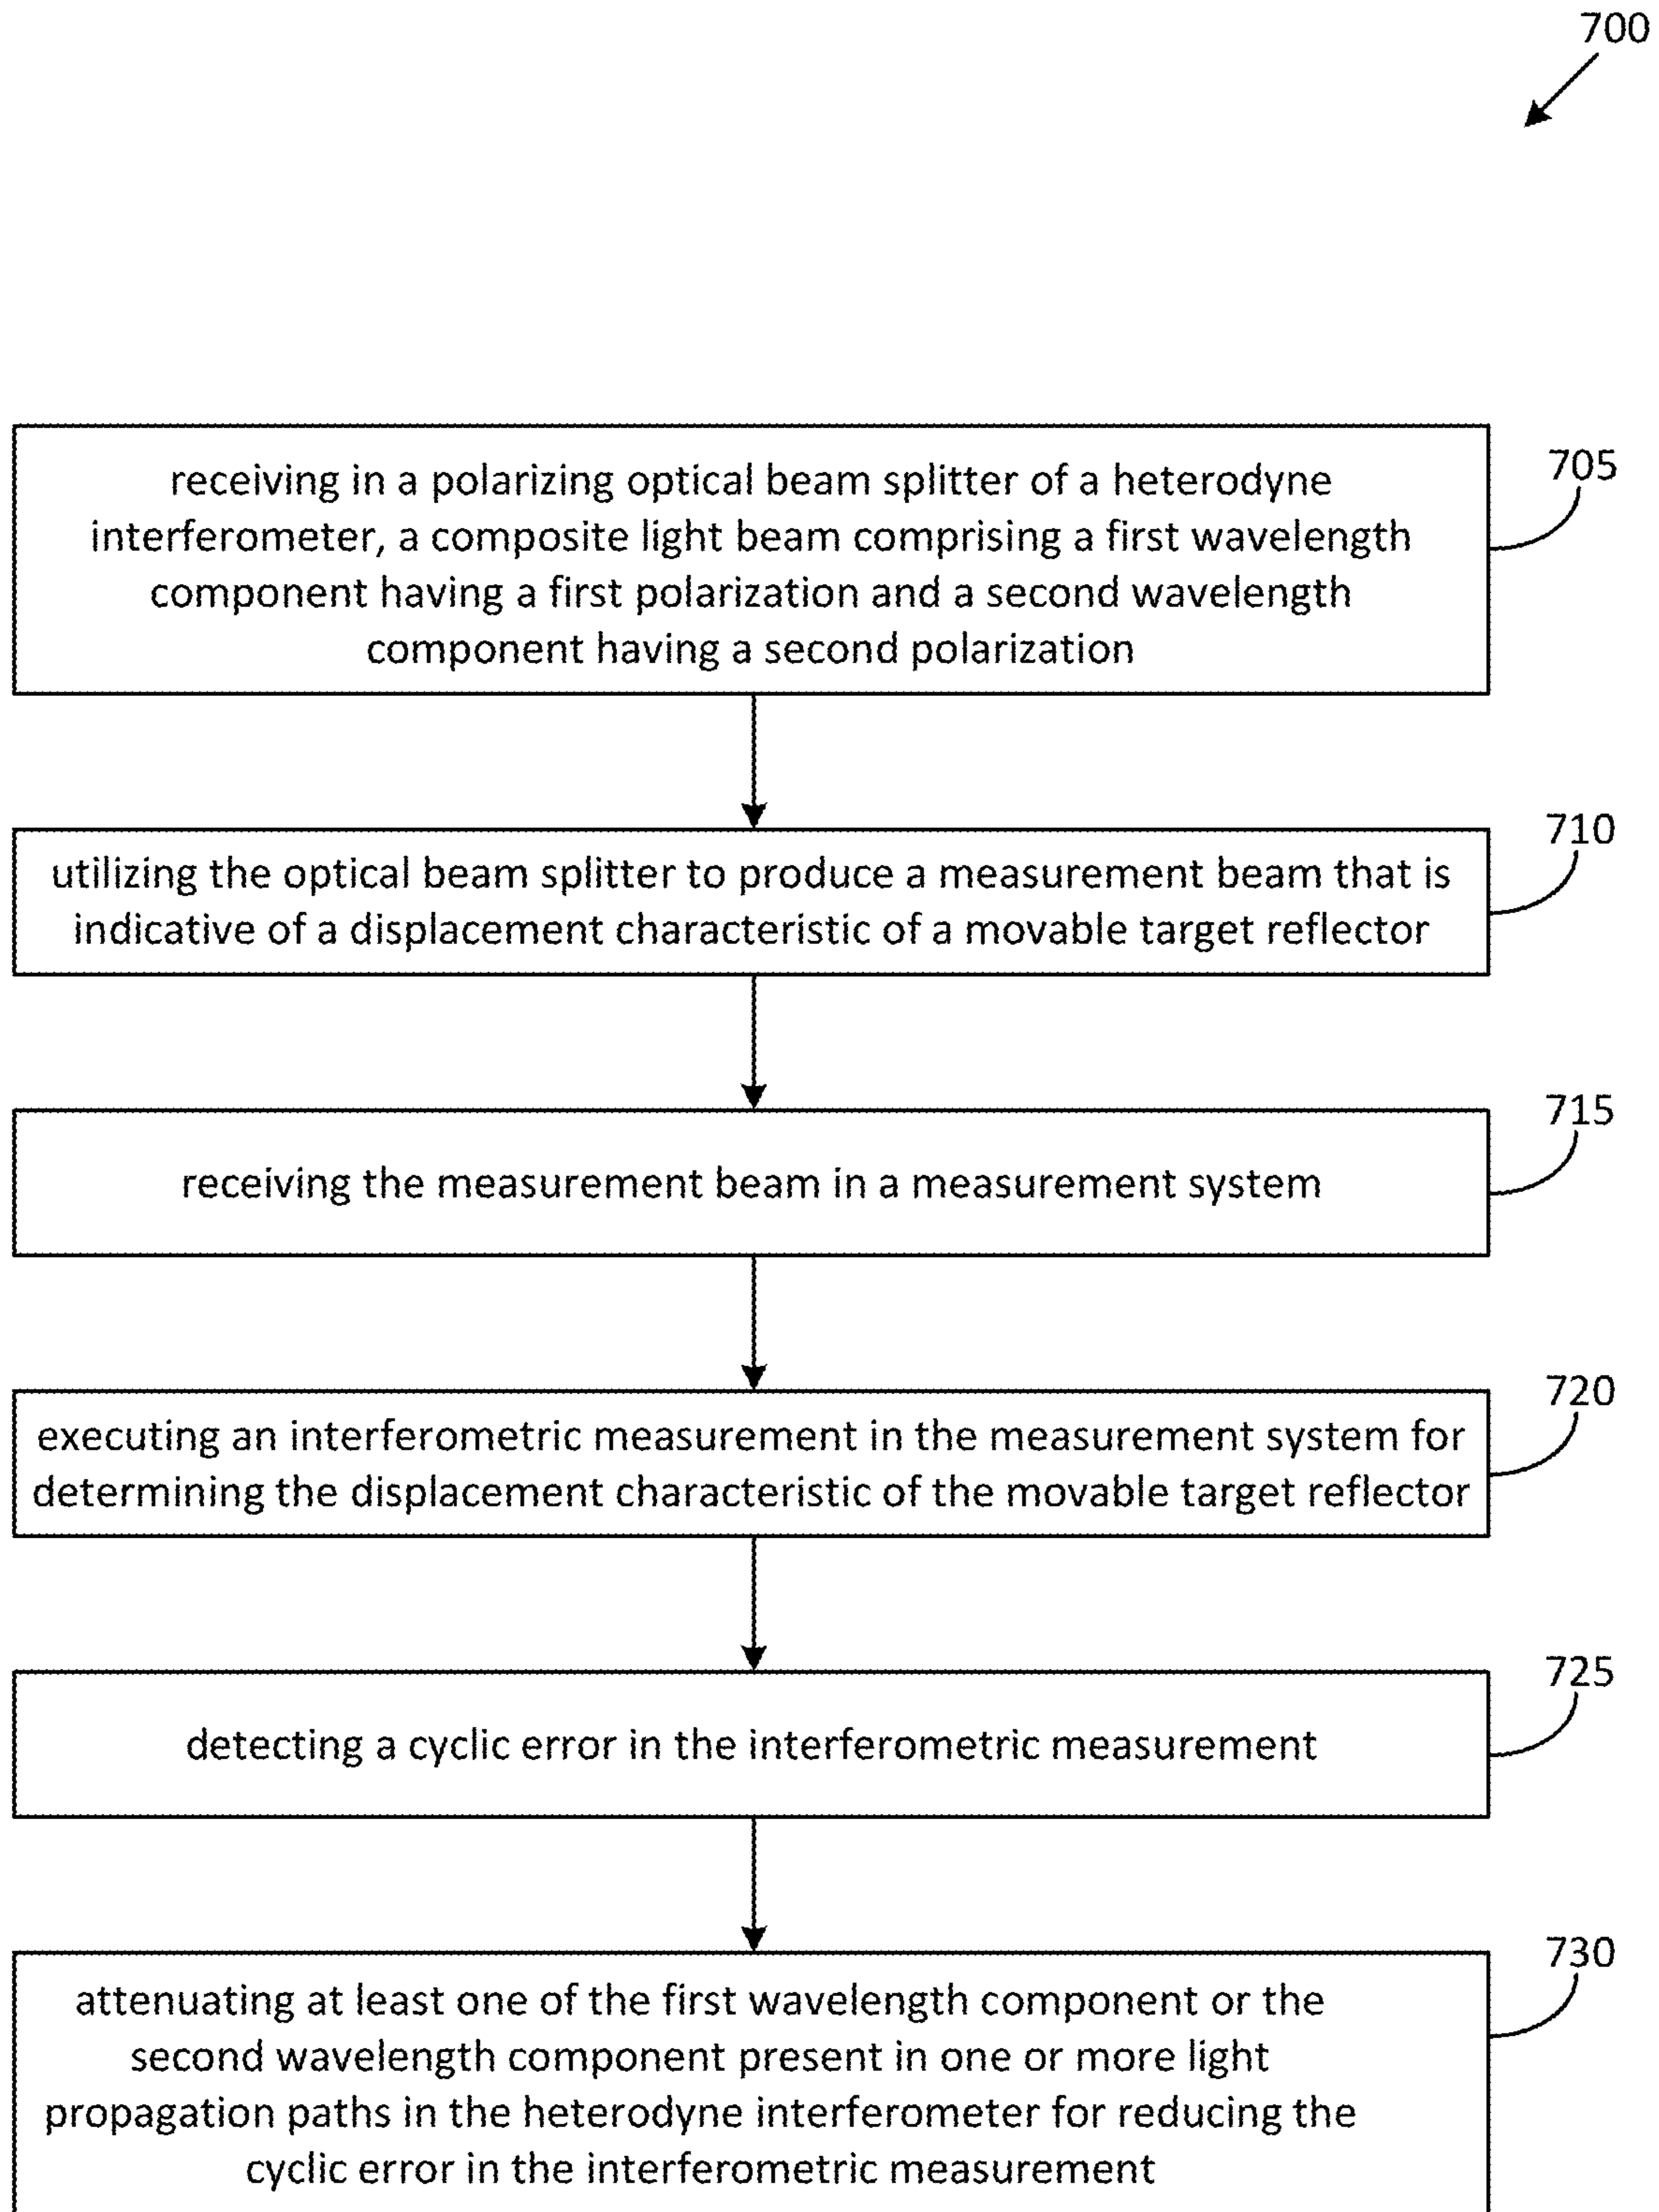 700
receiving in a polarizing optical beam splitter of a heterodyne
interferometer, a composite light beam comprising a first wavelength
component having a first polarization and a second wavelength
component having a second polarization
705
utilizing the optical beam splitter to produce a measurement beam that is
indicative of a displacement characteristic of a movable target reflector
710
receiving the measurement beam in a measurement system
715
executing an interferometric measurement in the measurement system for
determining the displacement characteristic of the movable target reflector
720
detecting a cyclic error in the interferometric measurement
725
attenuating at least one of the first wavelength component or the
second wavelength component present in one or more light
propagation paths in the heterodyne interferometer for reducing the
cyclic error in the interferometric measurement
730